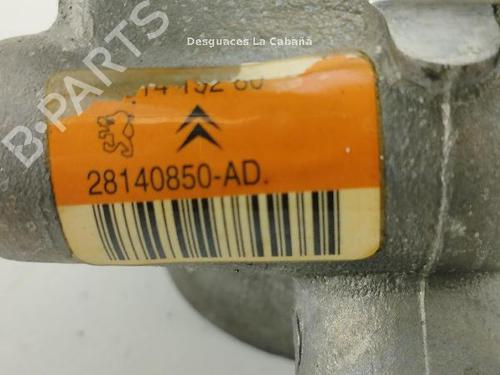 Desguaces La Cabaña
B-PARTS
28140850-AD.